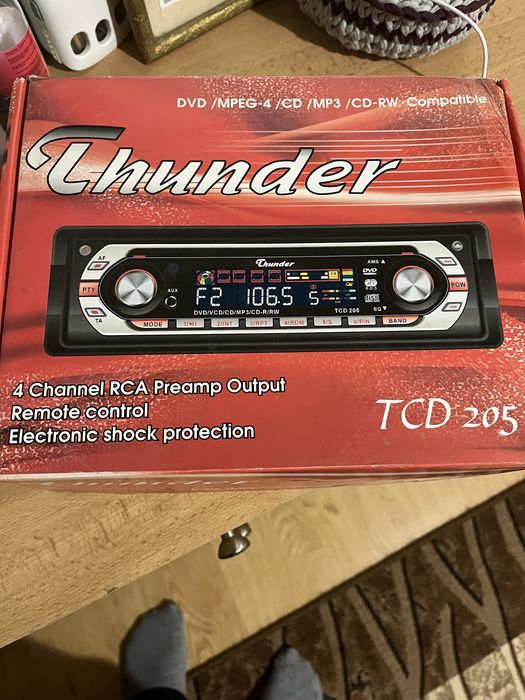 DVD /MPEG-4 /CD /MP3 /CD-RW Compatible
Thunder
AF
Thunder
AMS ▲
PTY
AUX
DVD
POW
F2 106.5 S
RDS
TA
EQ ▼
DVD/VCD/CD/MP3/CD-R/RW
TCD 205
MODE 1/HI 2/INT 3/RPT 4/RDM 5/S 6/P/N BAND
4 Channel RCA Preamp Output
Remote control
Electronic shock protection
TCD 205